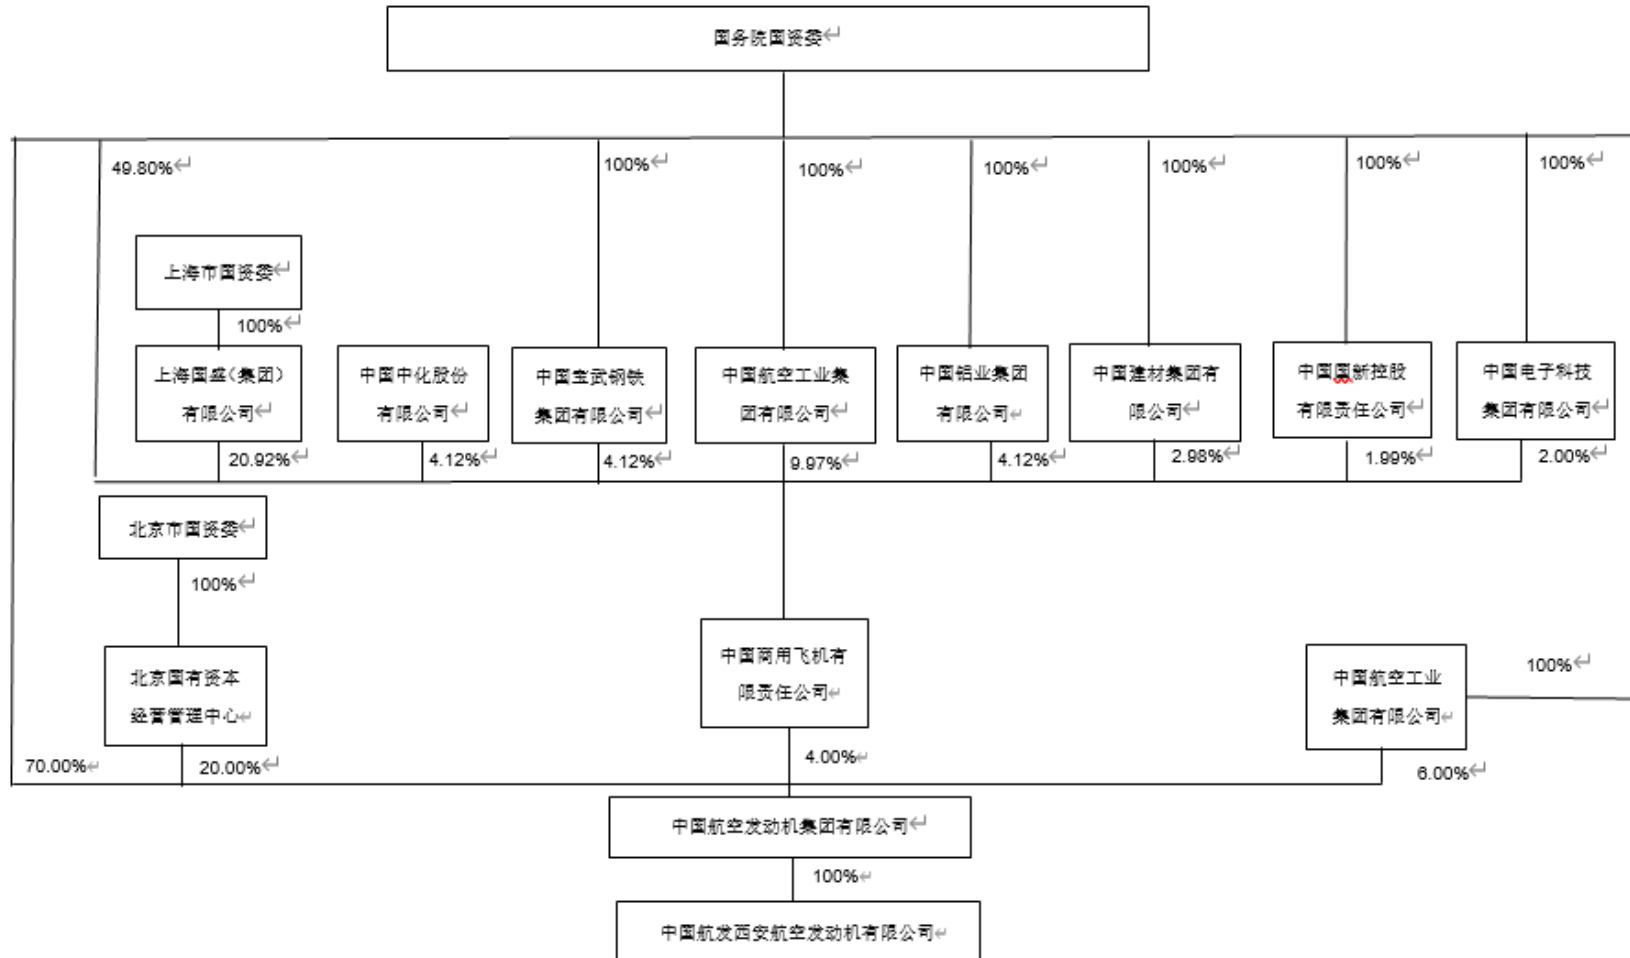 国务院国资委
49.80%
100%
100%
100%
100%
100%
100%
上海市国资委
100%
上海国盛（集团）
有限公司
中国中化股份
有限公司
中国宝武钢铁
集团有限公司
中国航空工业集
团有限公司
中国铝业集团
有限公司
中国建材集团有
限公司
中国国新控股
有限责任公司
中国电子科技
集团有限公司
20.92%
4.12%
4.12%
9.97%
4.12%
2.98%
1.99%
2.00%
北京市国资委
100%
北京国有资本
经营管理中心
中国商用飞机有
限责任公司
中国航空工业
集团有限公司
100%
70.00%
20.00%
4.00%
6.00%
中国航空发动机集团有限公司
100%
中国航发西安航空发动机有限公司